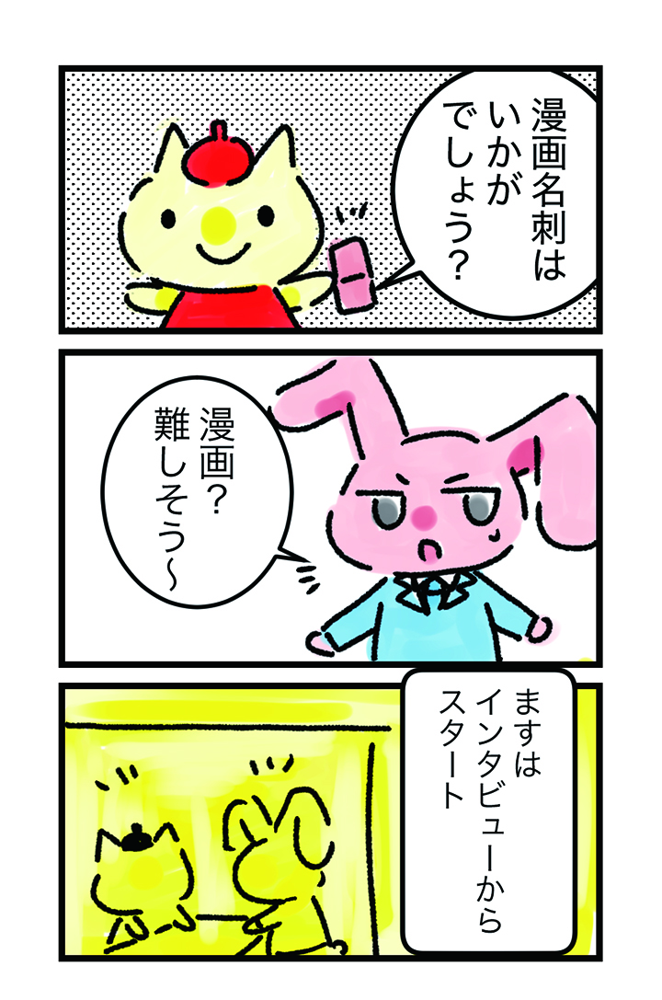 漫画名刺は
いかが
でしょう？
漫画？
難しそう〜
ますは
インタビューから
スタート